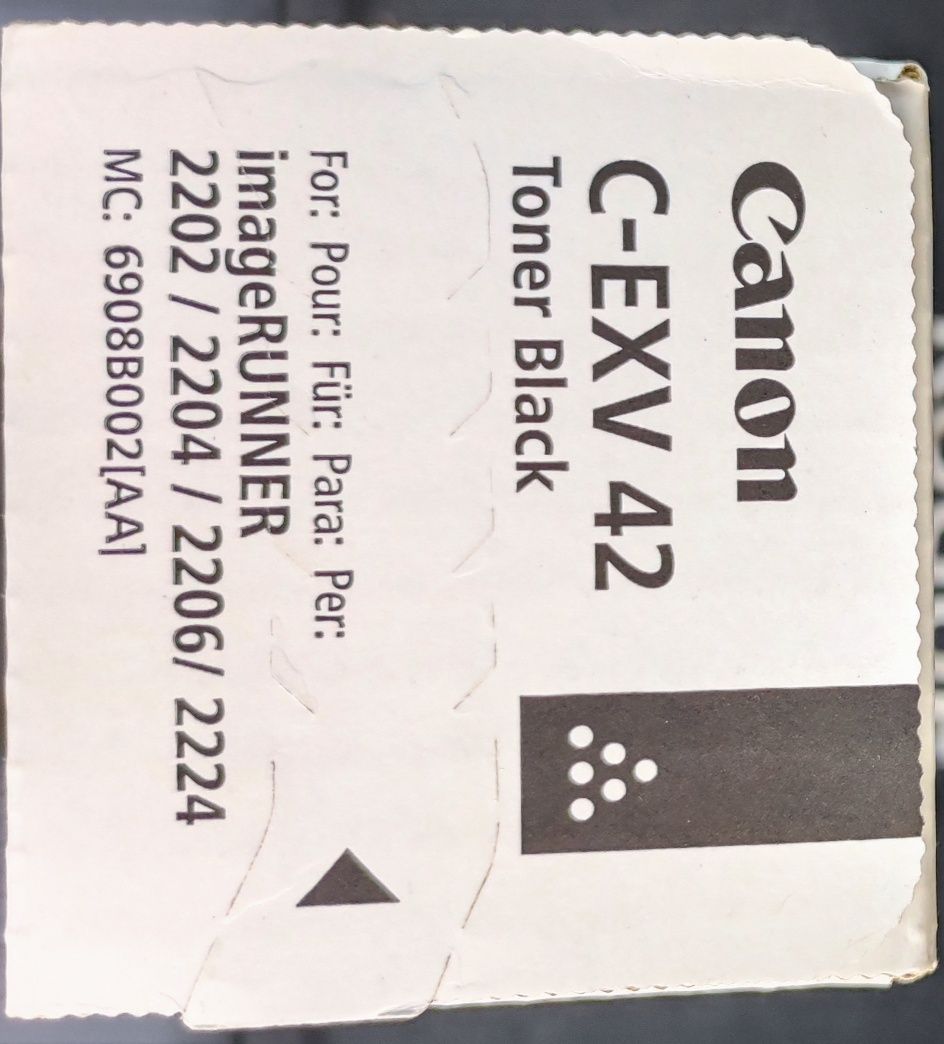 Canon
C-EXV 42
Toner Black
For: Pour: Für: Para: Per:
imageRUNNER
2202 / 2204 / 2206/ 2224
MC: 6908B002[AA]